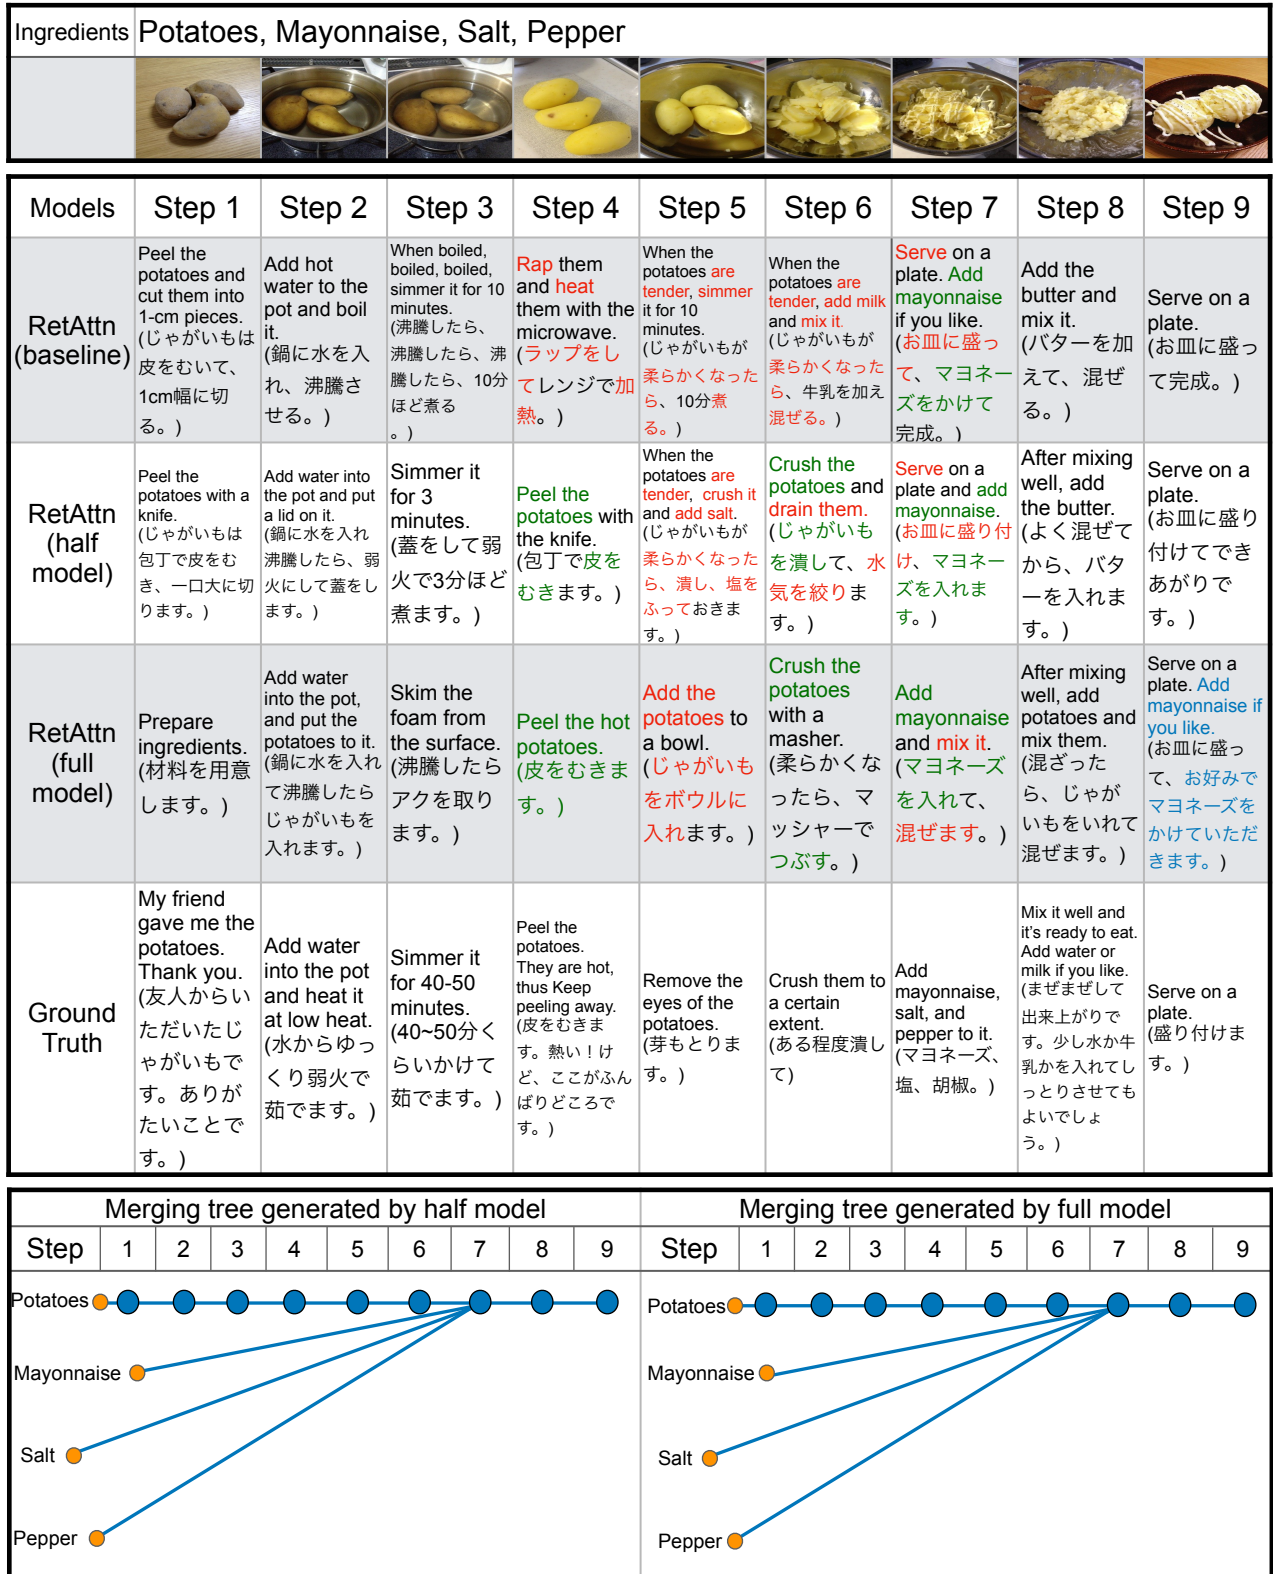 Ingredients
Potatoes, Mayonnaise, Salt, Pepper
Models
Step 1
Step 2
Step 3
Step 4
Step 5
Step 6
Step 7
Step 8
Step 9
RetAttn
(baseline)
Peel the
potatoes and
cut them into
1-cm pieces.
(じゃがいもは
皮をむいて、
1cm幅に切
る。)
Add hot
water to the
pot and boil
it.
(鍋に水を入
れ、沸騰さ
せる。)
When boiled,
boiled, boiled,
simmer it for 10
minutes.
(沸騰したら、
沸騰したら、沸
騰したら、10分
ほど煮る
。)
Rap them
and heat
them with the
microwave.
(ラップをし
てレンジで加
熱。)
When the
potatoes are
tender, simmer
it for 10
minutes.
(じゃがいもが
柔らかくなった
ら、10分煮
る。)
When the
potatoes are
tender, add milk
and mix it.
(じゃがいもが
柔らかくなった
ら、牛乳を加え
混ぜる。)
Serve on a
plate. Add
mayonnaise
if you like.
(お皿に盛っ
て、マヨネー
ズをかけて
完成。)
Add the
butter and
mix it.
(バターを加
えて、混ぜ
る。)
Serve on a
plate.
(お皿に盛っ
て完成。)
RetAttn
(half
model)
Peel the
potatoes with a
knife.
(じゃがいもは
包丁で皮をむ
き、一口大に切
ります。)
Add water into
the pot and put
a lid on it.
(鍋に水を入れ
沸騰したら、弱
火にして蓋をし
ます。)
Simmer it
for 3
minutes.
(蓋をして弱
火で3分ほど
煮ます。)
Peel the
potatoes with
the knife.
(包丁で皮を
むきます。)
When the
potatoes are
tender, crush it
and add salt.
(じゃがいもが
柔らかくなった
ら、潰し、塩を
ふっておきま
す。)
Crush the
potatoes and
drain them.
(じゃがいも
を潰して、水
気を絞りま
す。)
Serve on a
plate and add
mayonnaise.
(お皿に盛り付
け、マヨネー
ズを入れま
す。)
After mixing
well, add
the butter.
(よく混ぜて
から、バタ
ーを入れま
す。)
Serve on a
plate.
(お皿に盛り
付けてでき
あがりで
す。)
RetAttn
(full
model)
Prepare
ingredients.
(材料を用意
します。)
Add water
into the pot,
and put the
potatoes to it.
(鍋に水を入れ
て沸騰したら
じゃがいもを
入れます。)
Skim the
foam from
the surface.
(沸騰したら
アクを取り
ます。)
Peel the hot
potatoes.
(皮をむきま
す。)
Add the
potatoes to
a bowl.
(じゃがいも
をボウルに
入れます。)
Crush the
potatoes
with a
masher.
(柔らかくな
ったら、マ
ッシャーで
つぶす。)
Add
mayonnaise
and mix it.
(マヨネーズ
を入れて、
混ぜます。)
After mixing
well, add
potatoes and
mix them.
(混ざった
ら、じゃが
いもをいれて
混ぜます。)
Serve on a
plate. Add
mayonnaise if
you like.
(お皿に盛っ
て、お好みで
マヨネーズを
かけていただ
きます。)
Ground
Truth
My friend
gave me the
potatoes.
Thank you.
(友人からい
ただいたじ
ゃがいもで
す。ありが
たいことで
す。)
Add water
into the pot
and heat it
at low heat.
(水からゆっ
くり弱火で
茹でます。)
Simmer it
for 40-50
minutes.
(40~50分く
らいかけて
茹でます。)
Peel the
potatoes.
They are hot,
thus Keep
peeling away.
(皮をむきま
す。熱い！け
ど、ここがふん
ばりどころで
す。)
Remove the
eyes of the
potatoes.
(芽もとりま
す。)
Crush them to
a certain
extent.
(ある程度潰し
て)
Add
mayonnaise,
salt, and
pepper to it.
(マヨネーズ、
塩、胡椒。)
Mix it well and
it's ready to eat.
Add water or
milk if you like.
(まぜまぜして
出来上がりで
す。少し水か牛
乳かを入れてし
っとりさせても
よいでしょ
う。)
Serve on a
plate.
(盛り付けま
す。)
Merging tree generated by half model
Step 1 2 3 4 5 6 7 8 9
Potatoes
Mayonnaise
Salt
Pepper
Merging tree generated by full model
Step 1 2 3 4 5 6 7 8 9
Potatoes
Mayonnaise
Salt
Pepper